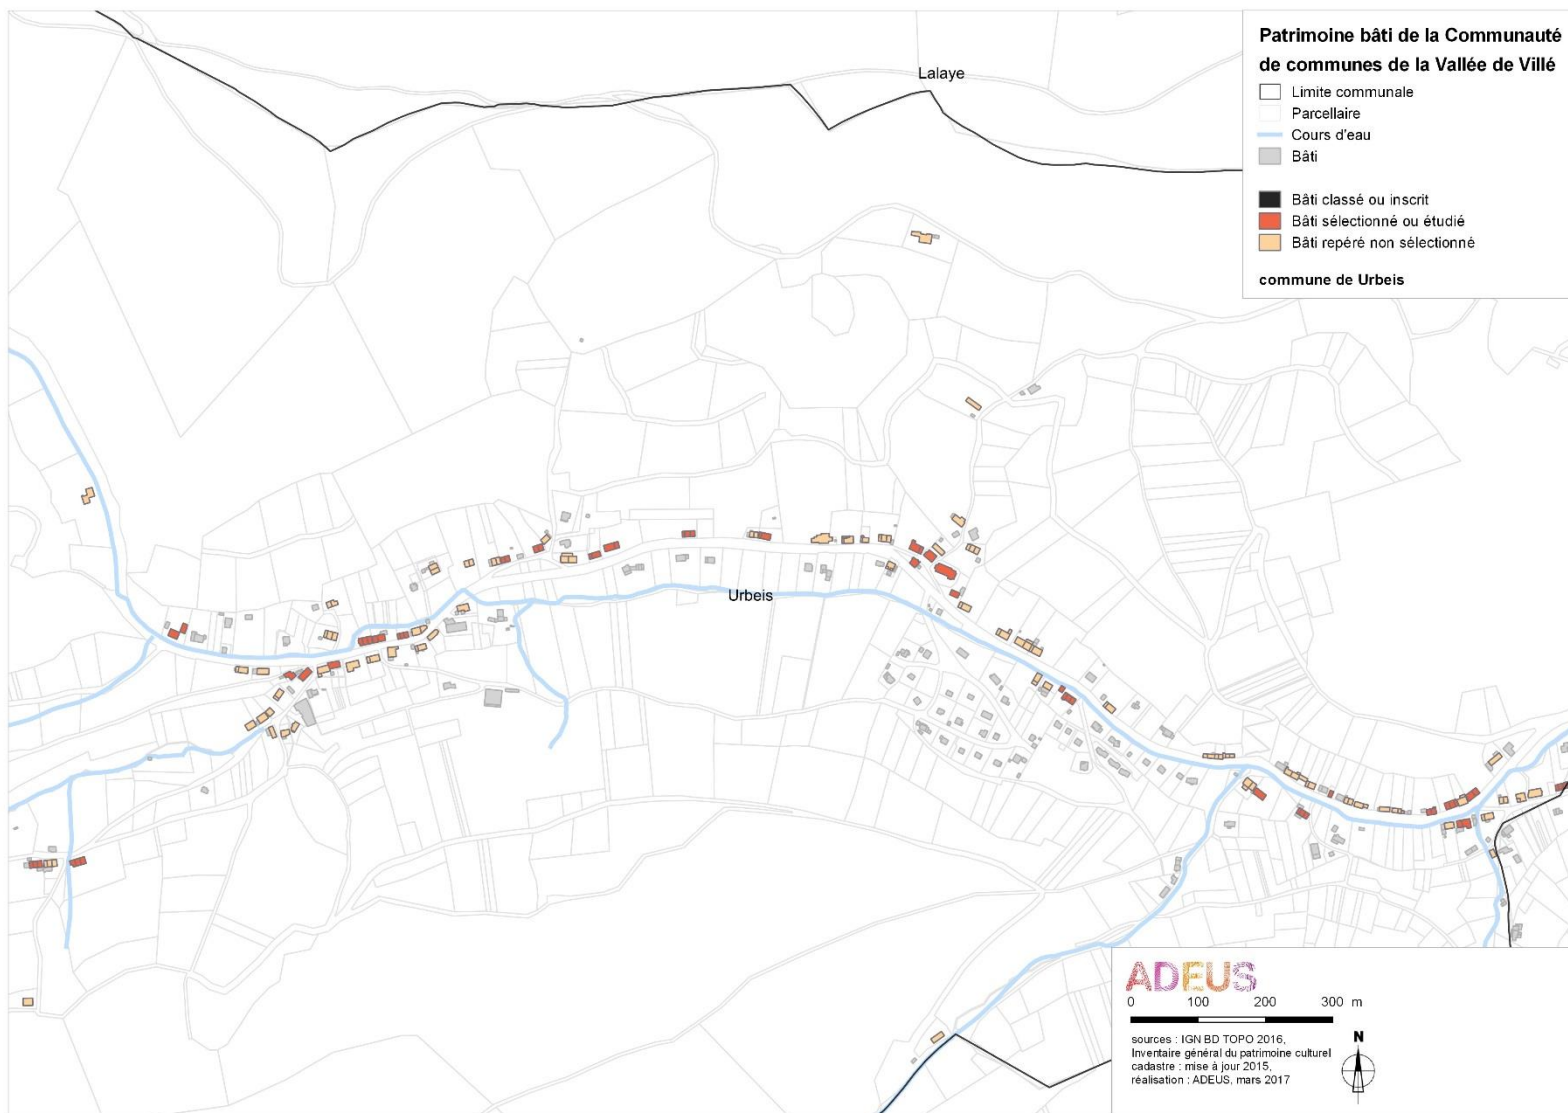 Patrimoine bâti de la Communauté
de communes de la Vallée de Villé
Limite communale
Parcellaire
Cours d'eau
Bâti
Bâti classé ou inscrit
Bâti sélectionné ou étudié
Bâti repéré non sélectionné
commune de Urbeis
Lalaye
Urbeis
ADEUS
0 100 200 300 m
sources : IGN BD TOPO 2016,
Inventaire général du patrimoine culturel
cadastre : mise à jour 2015,
réalisation : ADEUS, mars 2017
N